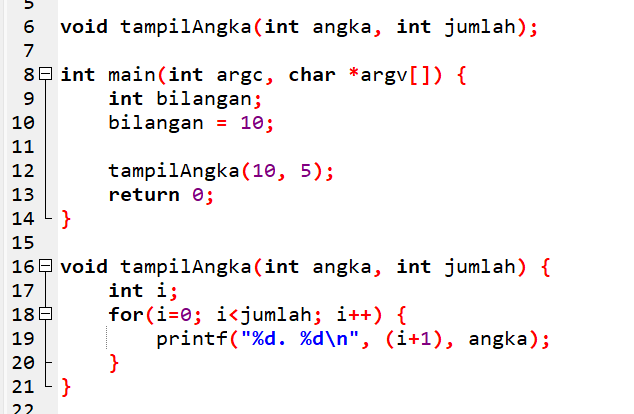 5
6 void tampilAngka(int angka, int jumlah);
7
8 int main(int argc, char *argv[]) {
9 int bilangan;
10 bilangan = 10;
11
12 tampilAngka(10, 5);
13 return 0;
14 }
15
16 void tampilAngka(int angka, int jumlah) {
17 int i;
18 for(i=0; i<jumlah; i++) {
19 printf("%d. %d\n", (i+1), angka);
20 }
21 }
22